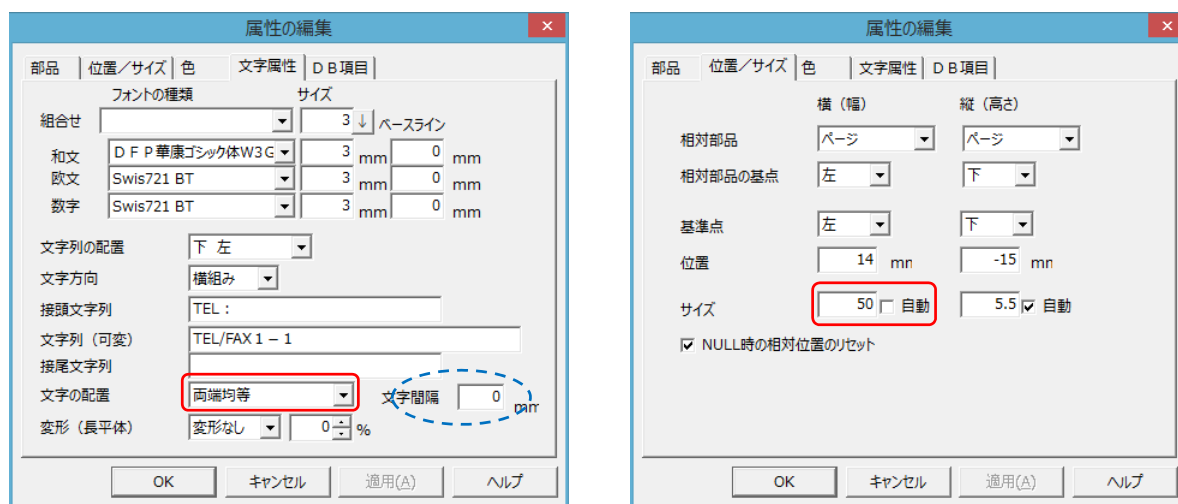 属性の編集
部品 位置／サイズ 色 文字属性 ＤＢ項目
フォントの種類 サイズ
組合せ 3 ↓ ベースライン
和文 ＤＦＰ華康ゴシック体W3G 3 mm 0 mm
欧文 Swis721 BT 3 mm 0 mm
数字 Swis721 BT 3 mm 0 mm
文字列の配置 下 左
文字方向 横組み
接頭文字列 TEL：
文字列（可変） TEL/FAX１－１
接尾文字列
文字の配置 両端均等 文字間隔 0 mm
変形（長平体） 変形なし 0 %
OK キャンセル 適用(A) ヘルプ
属性の編集
部品 位置／サイズ 色 文字属性 ＤＢ項目
横（幅） 縦（高さ）
相対部品 ページ ページ
相対部品の基点 左 下
基準点 左 下
位置 14 mm -15 mm
サイズ 50 自動 5.5 自動
NULL時の相対位置のリセット
OK キャンセル 適用(A) ヘルプ